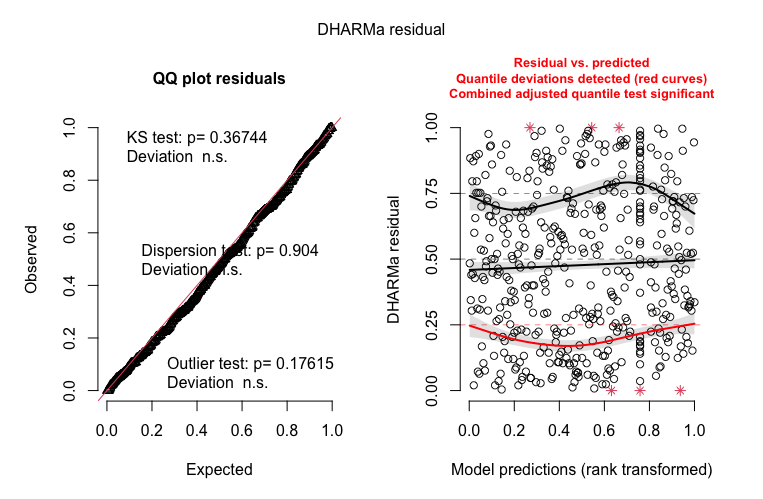 DHARMa residual
QQ plot residuals
KS test: p= 0.36744
Deviation n.s.
Dispersion test: p= 0.904
Deviation n.s.
Outlier test: p= 0.17615
Deviation n.s.
Observed
0.0
0.2
0.4
0.6
0.8
1.0
0.0
0.2
0.4
0.6
0.8
1.0
Expected
Residual vs. predicted
Quantile deviations detected (red curves)
Combined adjusted quantile test significant
DHARMa residual
0.00
0.25
0.50
0.75
1.00
0.0
0.2
0.4
0.6
0.8
1.0
Model predictions (rank transformed)